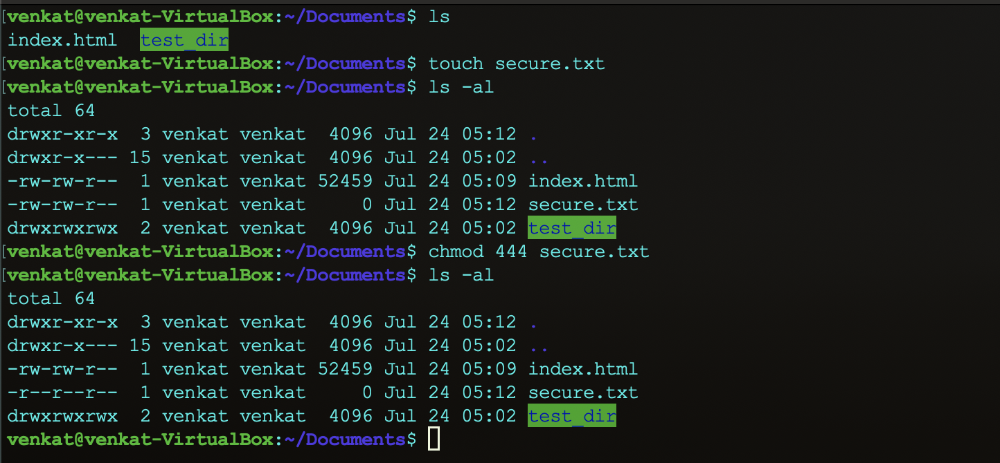 [venkat@venkat-VirtualBox:~/Documents$ ls
index.html  test_dir
[venkat@venkat-VirtualBox:~/Documents$ touch secure.txt
[venkat@venkat-VirtualBox:~/Documents$ ls -al
total 64
drwxr-xr-x  3 venkat venkat  4096 Jul 24 05:12 .
drwxr-x--- 15 venkat venkat  4096 Jul 24 05:02 ..
-rw-rw-r--  1 venkat venkat 52459 Jul 24 05:09 index.html
-rw-rw-r--  1 venkat venkat     0 Jul 24 05:12 secure.txt
drwxrwxrwx  2 venkat venkat  4096 Jul 24 05:02 test_dir
[venkat@venkat-VirtualBox:~/Documents$ chmod 444 secure.txt
[venkat@venkat-VirtualBox:~/Documents$ ls -al
total 64
drwxr-xr-x  3 venkat venkat  4096 Jul 24 05:12 .
drwxr-x--- 15 venkat venkat  4096 Jul 24 05:02 ..
-rw-rw-r--  1 venkat venkat 52459 Jul 24 05:09 index.html
-r--r--r--  1 venkat venkat     0 Jul 24 05:12 secure.txt
drwxrwxrwx  2 venkat venkat  4096 Jul 24 05:02 test_dir
venkat@venkat-VirtualBox:~/Documents$